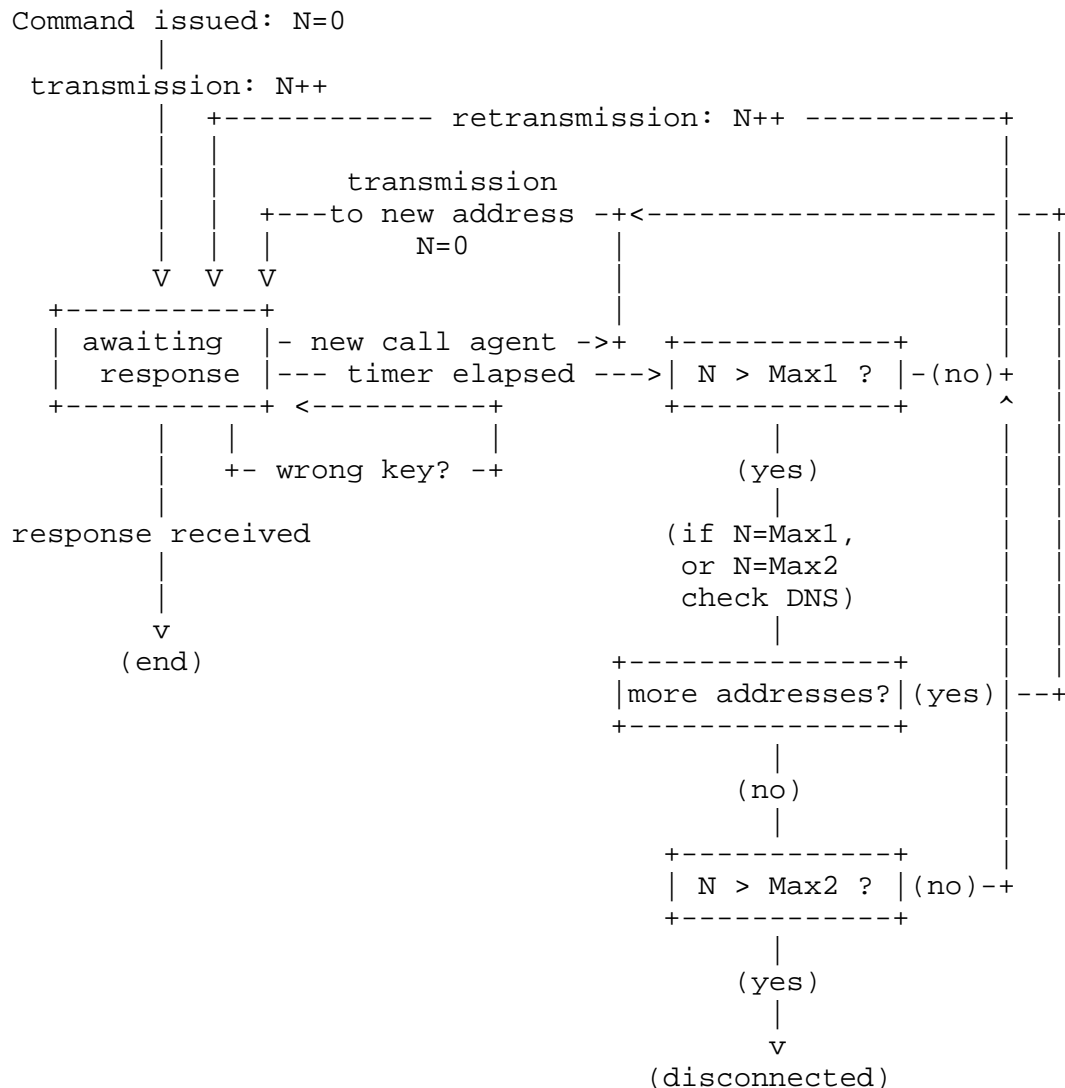 Command issued: N=0
transmission: N++
retransmission: N++
transmission
to new address
N=0
awaiting
new call agent
response
timer elapsed
N > Max1 ?
(no)
wrong key?
(yes)
response received
(if N=Max1,
or N=Max2
check DNS)
(end)
more addresses?
(yes)
(no)
N > Max2 ?
(no)
(yes)
(disconnected)